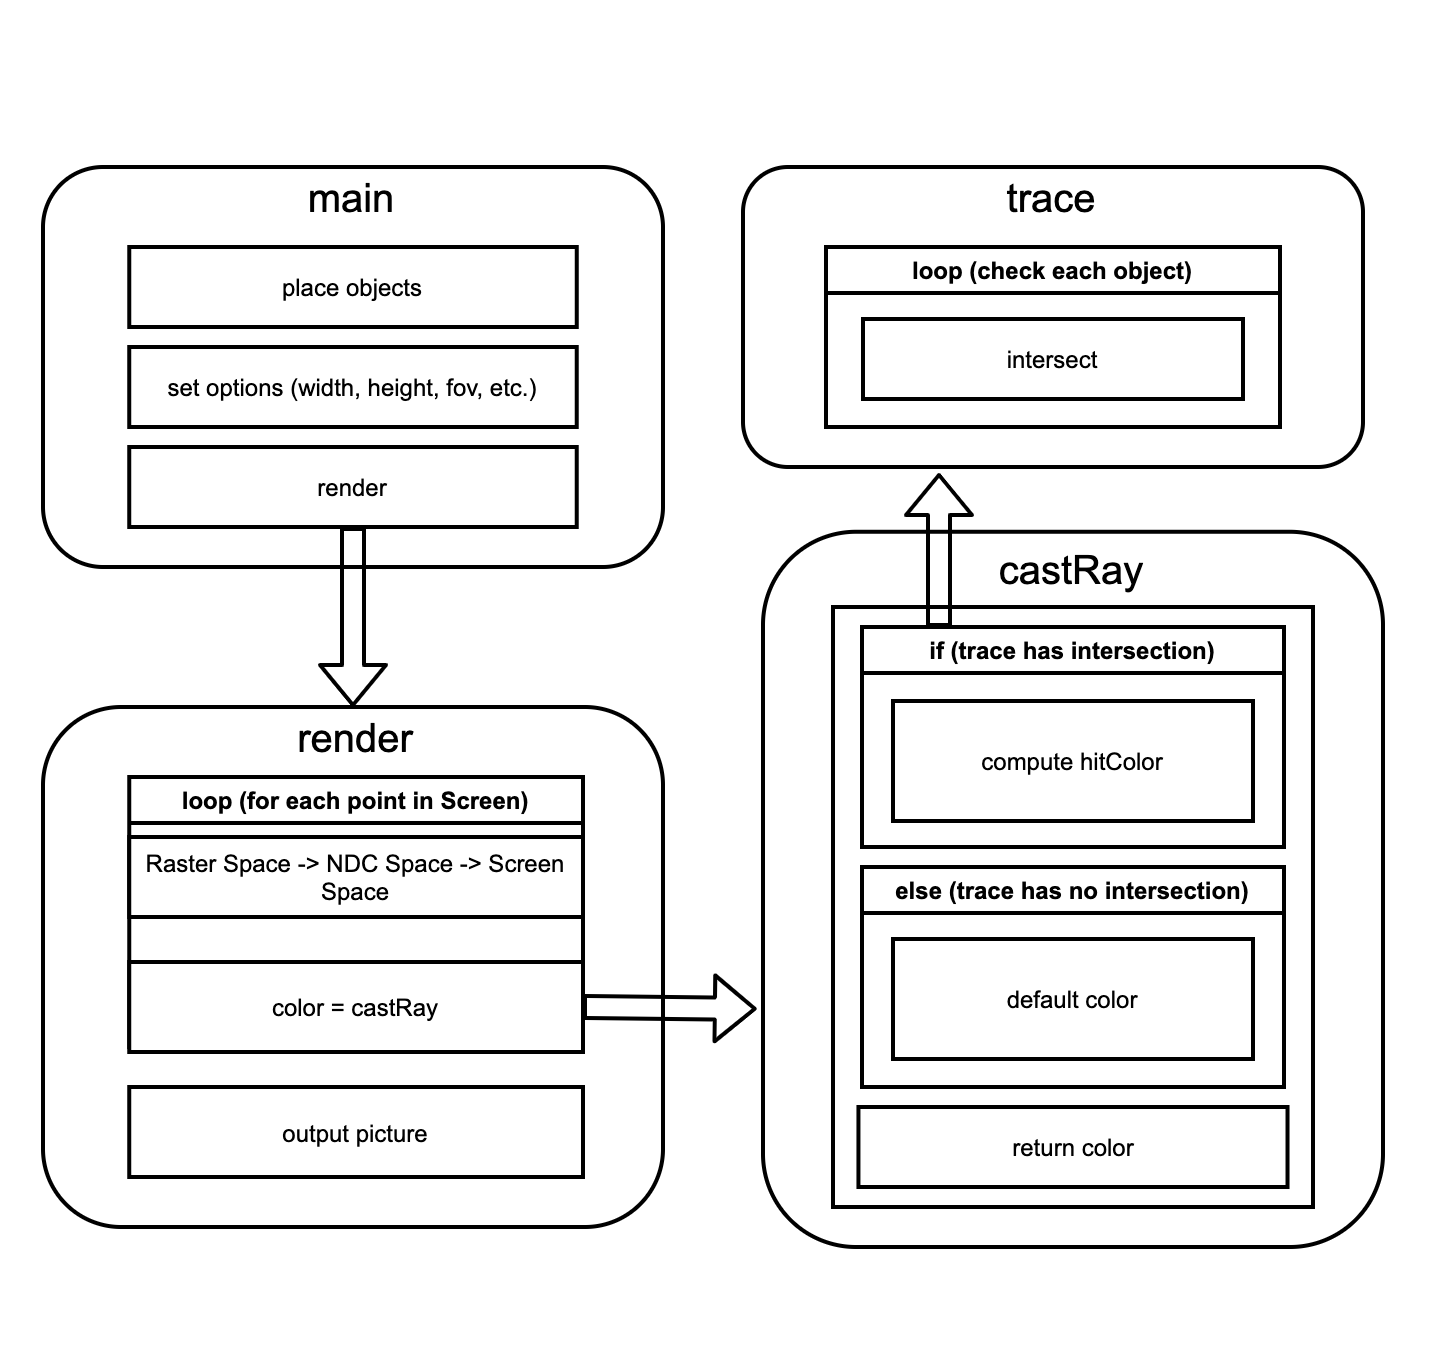 main
place objects
set options (width, height, fov, etc.)
render
render
loop (for each point in Screen)
Raster Space -> NDC Space -> Screen
Space
color = castRay
output picture
trace
loop (check each object)
intersect
castRay
if (trace has intersection)
compute hitColor
else (trace has no intersection)
default color
return color